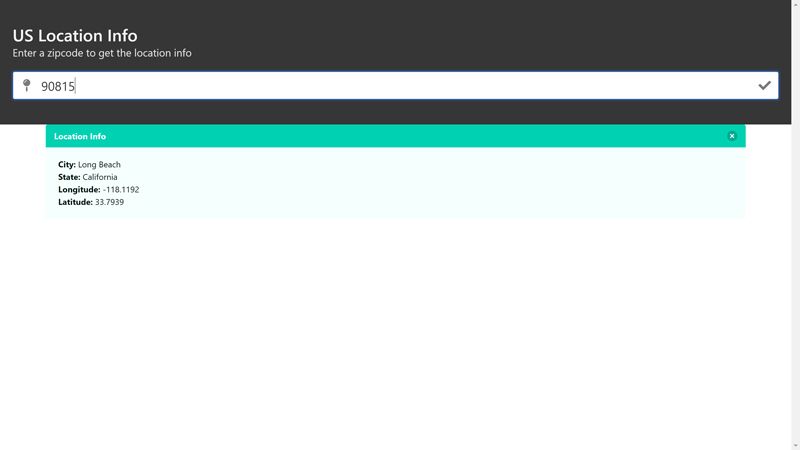 US Location Info
Enter a zipcode to get the location info
90815
Location Info
City: Long Beach
State: California
Longitude: -118.1192
Latitude: 33.7939